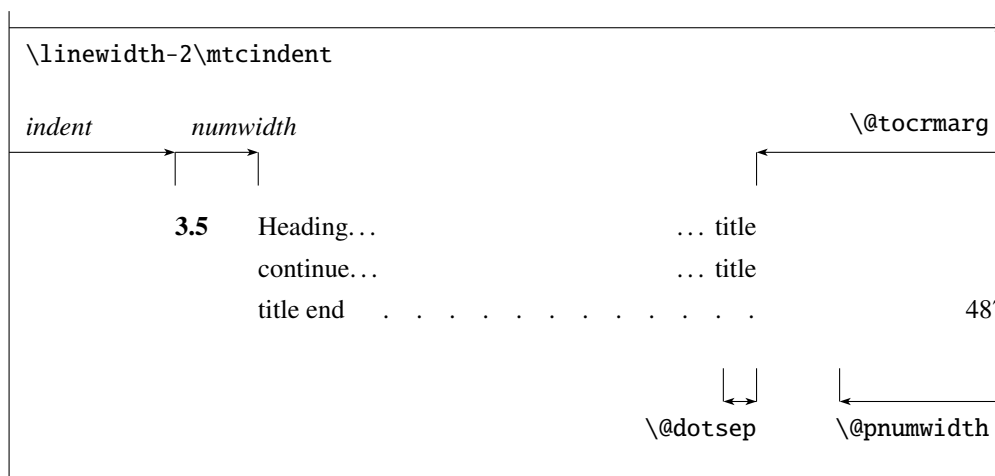 \linewidth-2\mtcindent
indent numwidth \@tocrmarg
3.5 Heading... ... title
continue... ... title
title end . . . . . . . . . . . .
\@dotsep \@pnumwidth